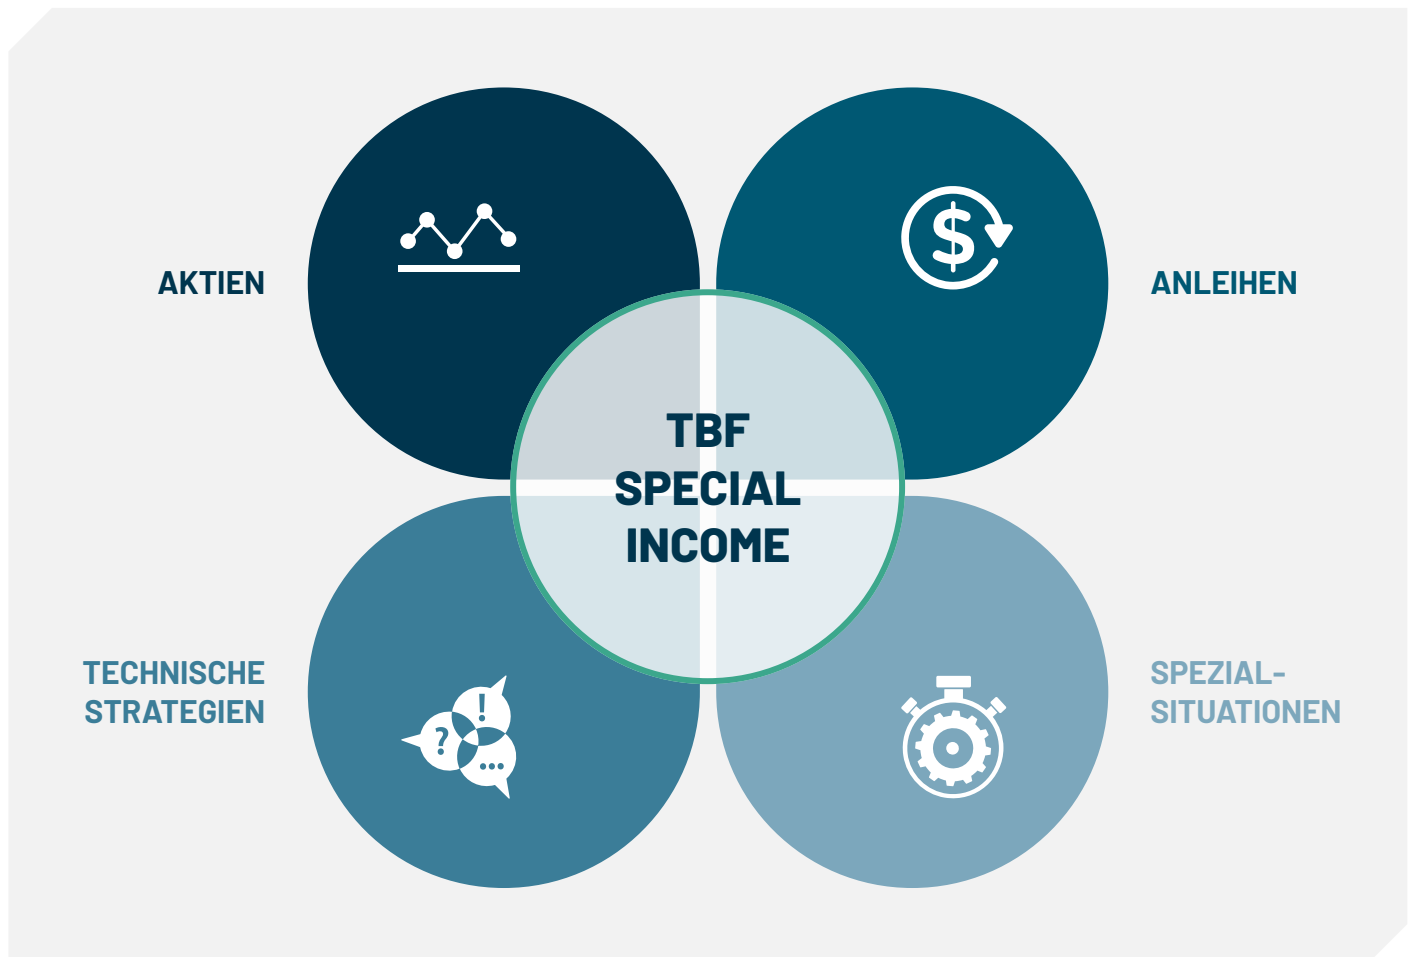 AKTIEN
ANLEIHEN
TBF
SPECIAL
INCOME
TECHNISCHE
STRATEGIEN
SPEZIAL-
SITUATIONEN
$
!
?
...